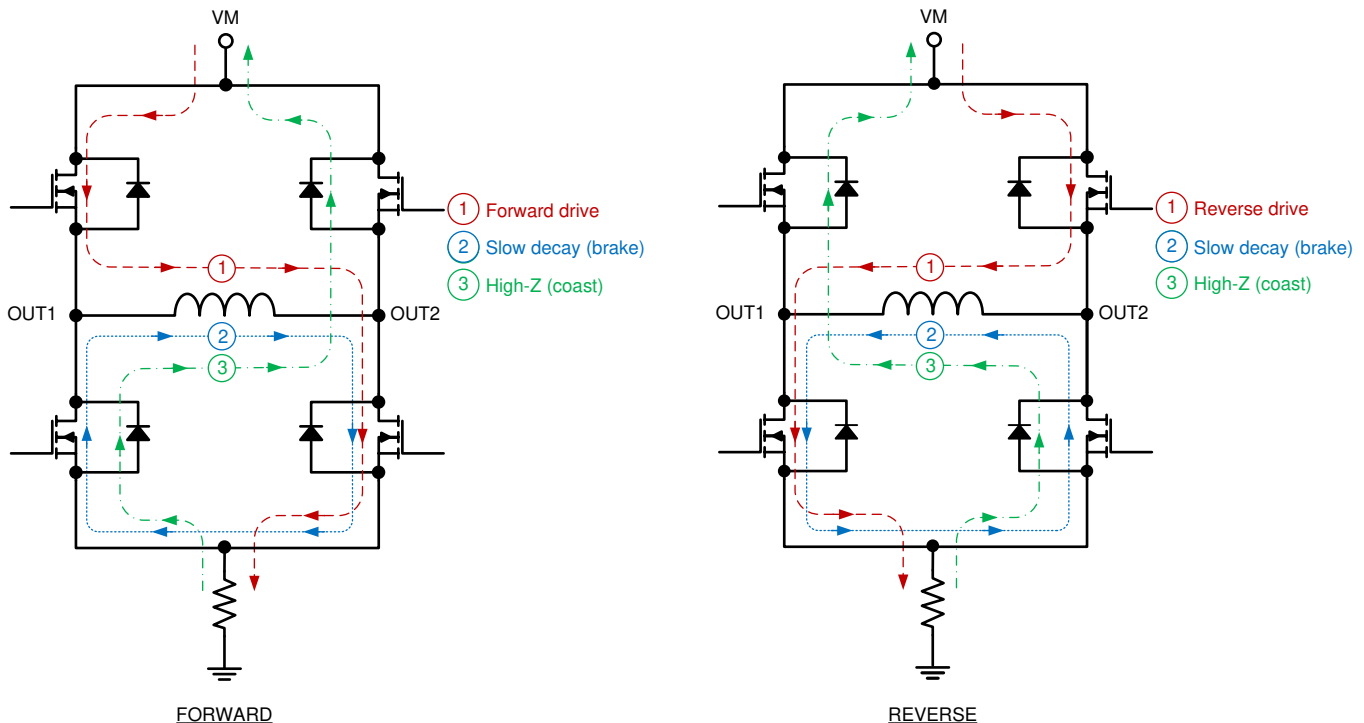 VM
1 Forward drive
2 Slow decay (brake)
3 High-Z (coast)
1
OUT1
OUT2
2
3
FORWARD
VM
1 Reverse drive
2 Slow decay (brake)
3 High-Z (coast)
1
OUT1
OUT2
2
3
REVERSE